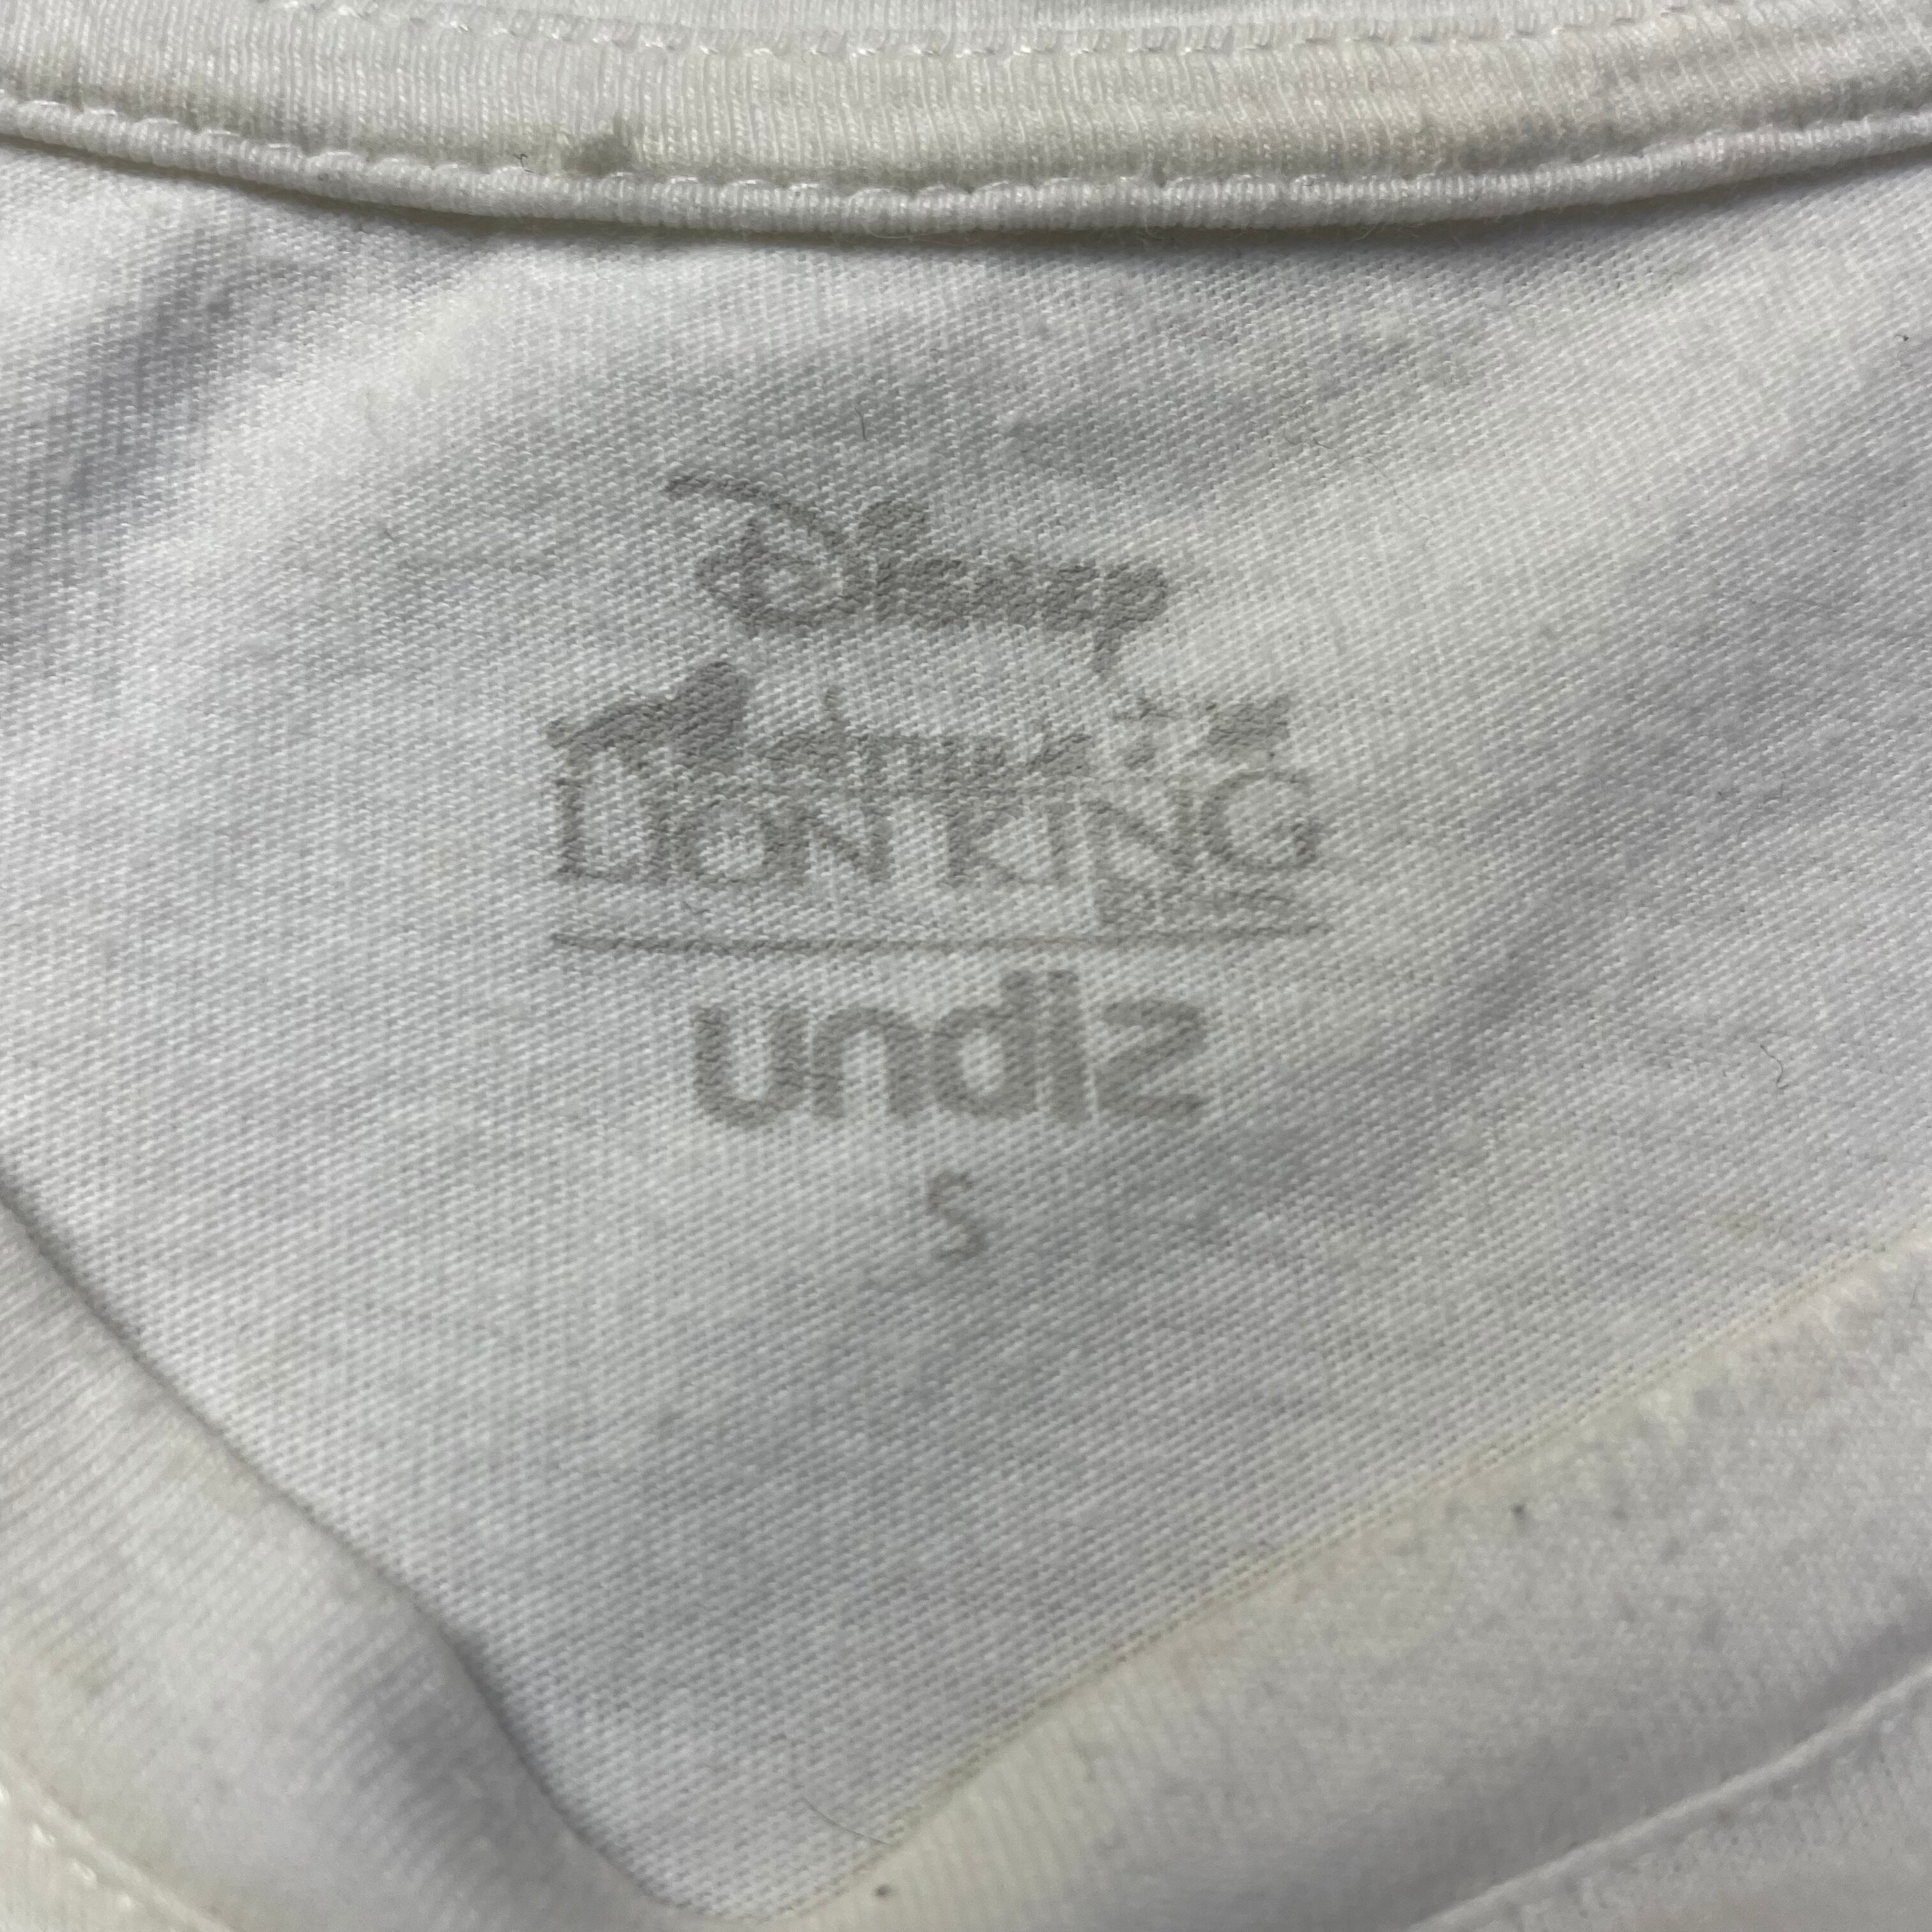 Disney
LION KING
undiz
S